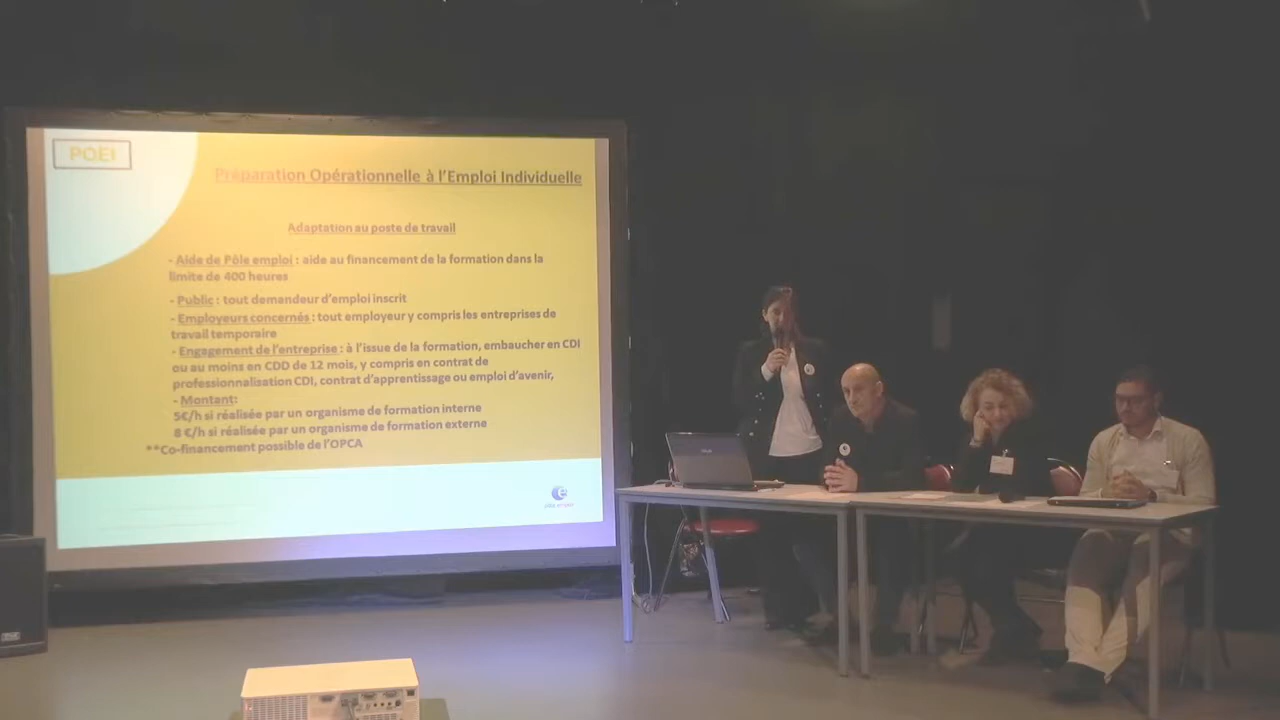 POEI
Préparation Opérationnelle à l'Emploi Individuelle
Adaptation au poste de travail
- Aide de Pôle emploi : aide au financement de la formation dans la
limite de 400 heures
- Public : tout demandeur d'emploi inscrit
- Employeurs concernés : tout employeur y compris les entreprises de
travail temporaire
- Engagement de l'entreprise : à l'issue de la formation, embaucher en CDI
ou au moins en CDD de 12 mois, y compris en contrat de
professionnalisation CDI, contrat d'apprentissage ou emploi d'avenir,
- Montant:
5€/h si réalisée par un organisme de formation interne
8 €/h si réalisée par un organisme de formation externe
**Co-financement possible de l'OPCA
pôle emploi